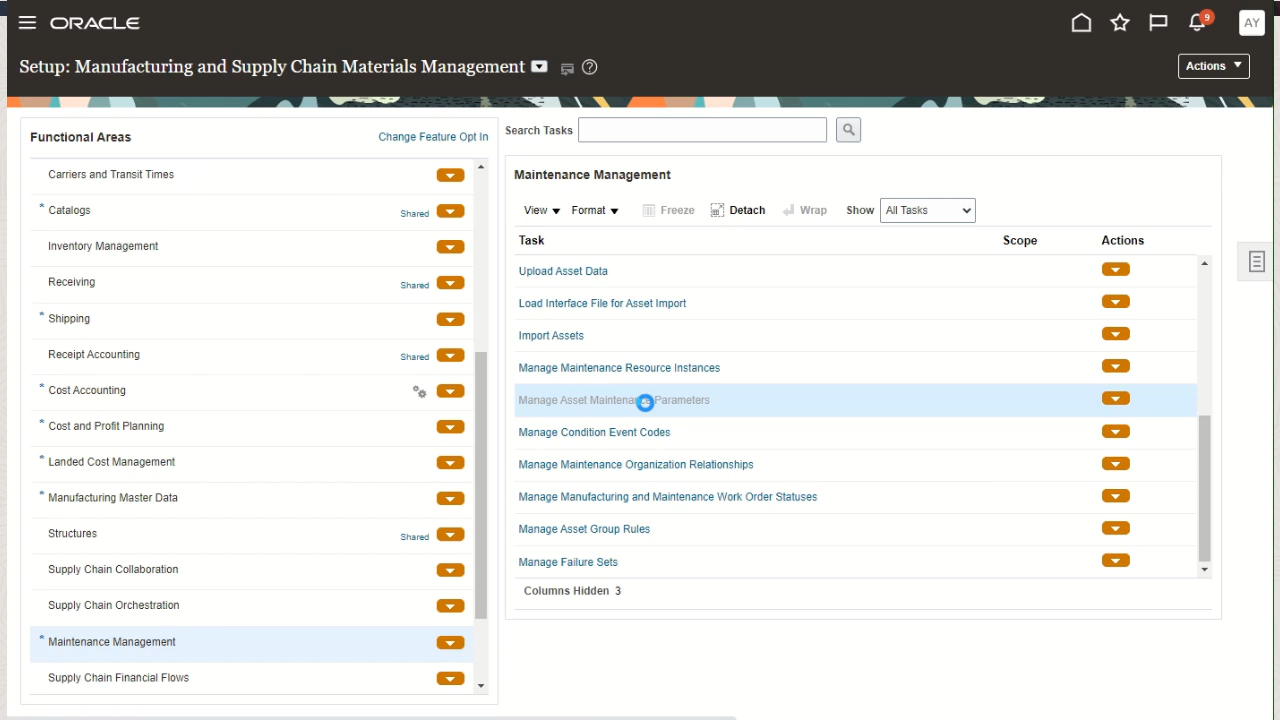 ORACLE
9
AY
Setup: Manufacturing and Supply Chain Materials Management
Actions
Functional Areas
Change Feature Opt In
Carriers and Transit Times
* Catalogs Shared
Inventory Management
Receiving Shared
* Shipping
Receipt Accounting Shared
* Cost Accounting
* Cost and Profit Planning
* Landed Cost Management
* Manufacturing Master Data
Structures Shared
Supply Chain Collaboration
Supply Chain Orchestration
* Maintenance Management
Supply Chain Financial Flows
Search Tasks
Maintenance Management
View Format Freeze Detach Wrap Show All Tasks
Task Scope Actions
Upload Asset Data
Load Interface File for Asset Import
Import Assets
Manage Maintenance Resource Instances
Manage Asset Maintenance Parameters
Manage Condition Event Codes
Manage Maintenance Organization Relationships
Manage Manufacturing and Maintenance Work Order Statuses
Manage Asset Group Rules
Manage Failure Sets
Columns Hidden 3